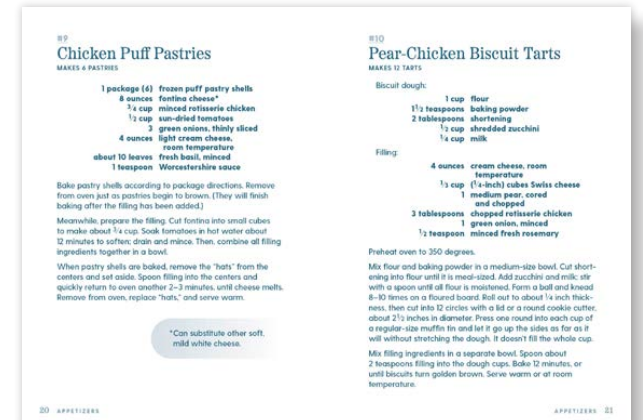 #9
Chicken Puff Pastries
MAKES 6 PASTRIES
1 package (6) frozen puff pastry shells
8 ounces fontina cheese*
3/4 cup minced rotisserie chicken
1/2 cup sun-dried tomatoes
3 green onions, thinly sliced
4 ounces light cream cheese,
room temperature
about 10 leaves fresh basil, minced
1 teaspoon Worcestershire sauce
Bake pastry shells according to package directions. Remove
from oven just as pastries begin to brown. (They will finish
baking after the filling has been added.)
Meanwhile, prepare the filling. Cut fontina into small cubes
to make about 3/4 cup. Soak tomatoes in hot water about
12 minutes to soften; drain and mince. Then, combine all filling
ingredients together in a bowl.
When pastry shells are baked, remove the "hats" from the
centers and set aside. Spoon filling into the centers and
quickly return to oven another 2–3 minutes, until cheese melts.
Remove from oven, replace "hats," and serve warm.
*Can substitute other soft,
mild white cheese.
20 APPETIZERS
#10
Pear-Chicken Biscuit Tarts
MAKES 12 TARTS
Biscuit dough:
1 cup flour
1 1/2 teaspoons baking powder
2 tablespoons shortening
1/2 cup shredded zucchini
1/4 cup milk
Filling:
4 ounces cream cheese, room
temperature
1/3 cup (1/4-inch) cubes Swiss cheese
1 medium pear, cored
and chopped
3 tablespoons chopped rotisserie chicken
1 green onion, minced
1/2 teaspoon minced fresh rosemary
Preheat oven to 350 degrees.
Mix flour and baking powder in a medium-size bowl. Cut short-
ening into flour until it is meal-sized. Add zucchini and milk; stir
with a spoon until all flour is moistened. Form a ball and knead
8–10 times on a floured board. Roll out to about 1/4 inch thick-
ness, then cut into 12 circles with a lid or a round cookie cutter,
about 2 1/2 inches in diameter. Press one round into each cup of
a regular-size muffin tin and let it go up the sides as far as it
will without stretching the dough. It doesn't fill the whole cup.
Mix filling ingredients in a separate bowl. Spoon about
2 teaspoons filling into the dough cups. Bake 12 minutes, or
until biscuits turn golden brown. Serve warm or at room
temperature.
APPETIZERS 21